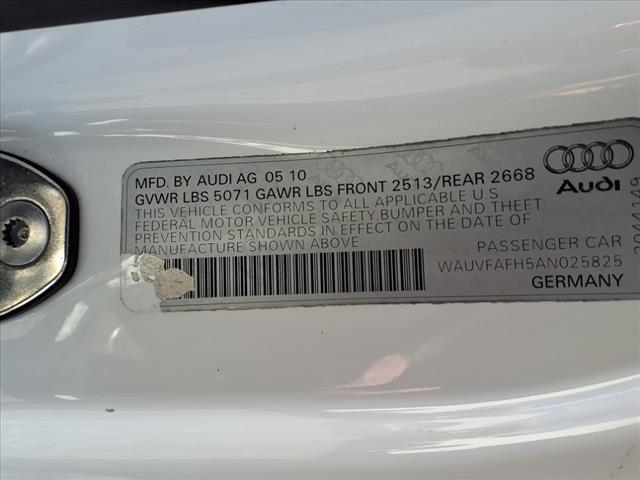 MFD. BY AUDI AG 05 10
GVWR LBS 5071 GAWR LBS FRONT 2513/REAR 2668
THIS VEHICLE CONFORMS TO ALL APPLICABLE U S
FEDERAL MOTOR VEHICLE SAFETY,BUMPER AND THEFT
PREVENTION STANDARDS IN EFFECT ON THE DATE OF
MANUFACTURE SHOWN ABOVE
Audi
PASSENGER CAR
WAUVFAFH5AN025825
GERMANY